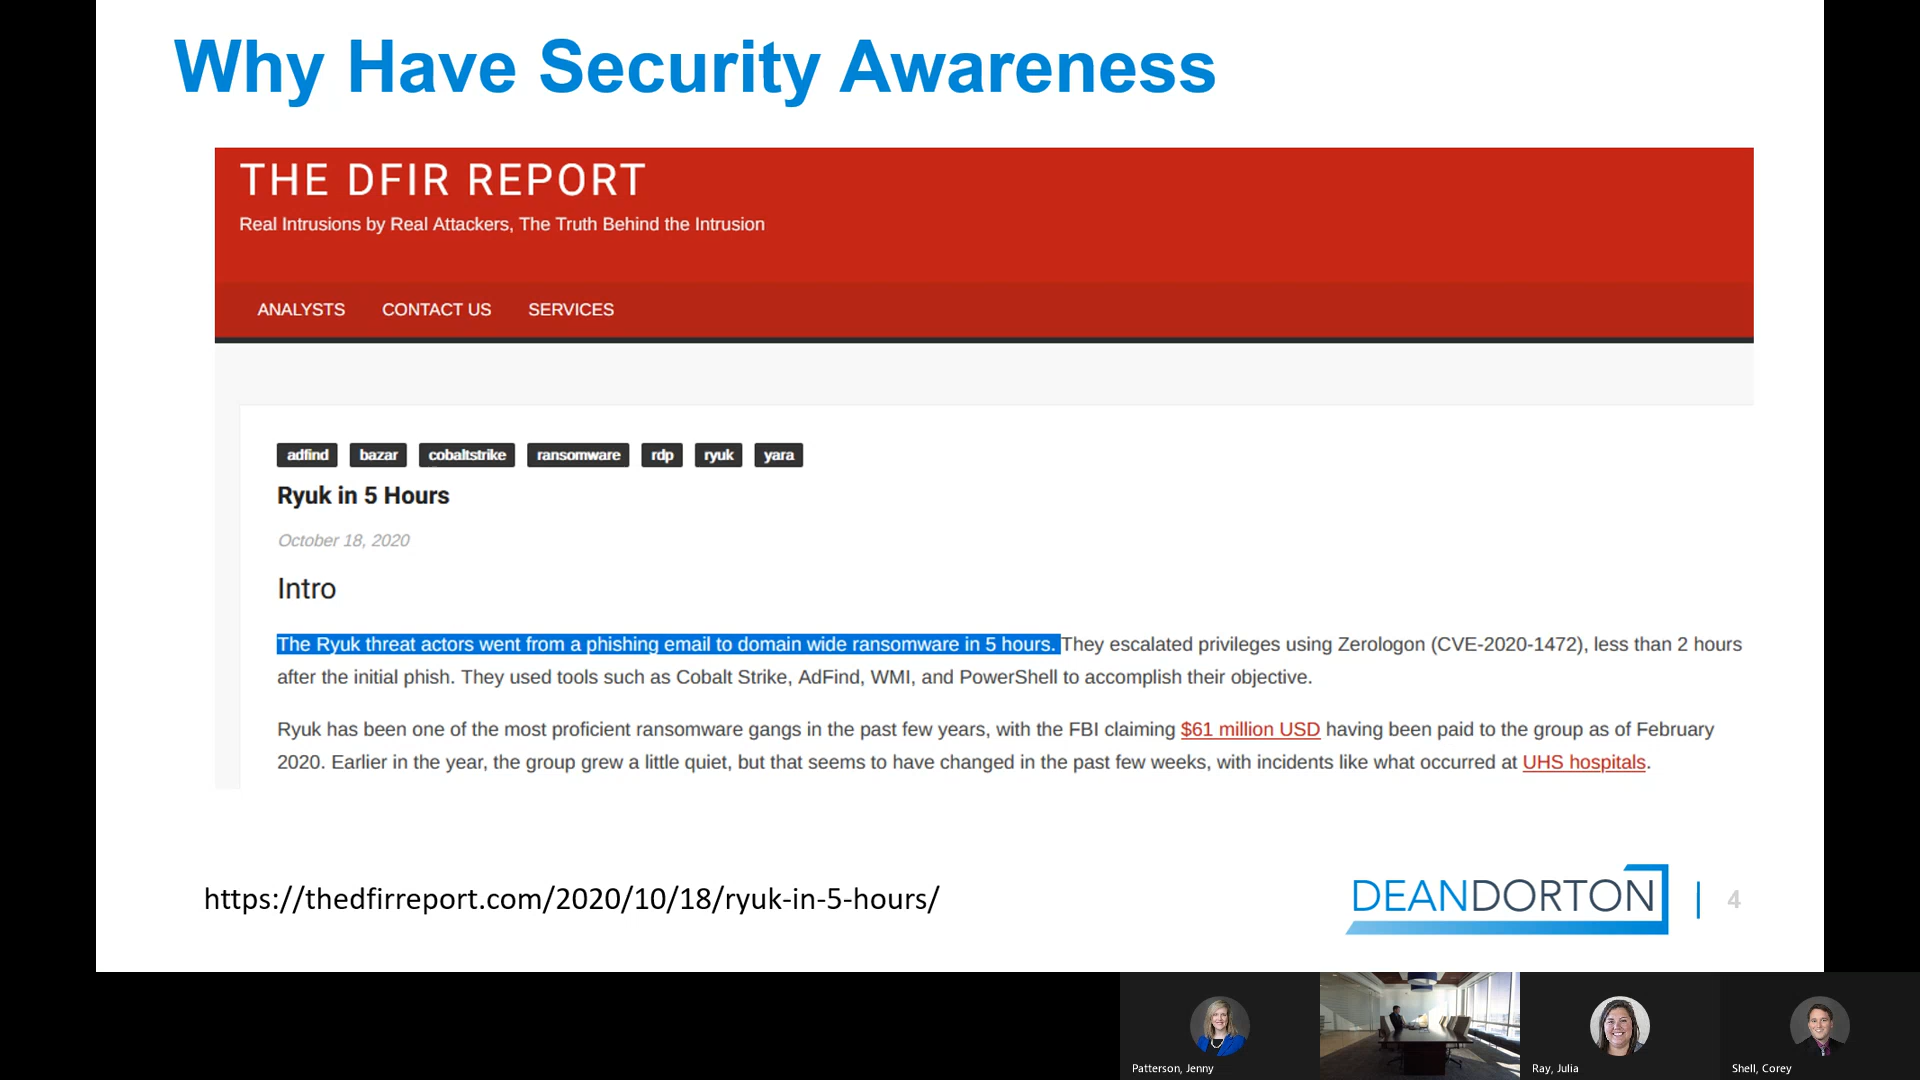 Why Have Security Awareness
THE DFIR REPORT
Real Intrusions by Real Attackers, The Truth Behind the Intrusion
ANALYSTS CONTACT US SERVICES
adfind bazar cobaltstrike ransomware rdp ryuk yara
Ryuk in 5 Hours
October 18, 2020
Intro
The Ryuk threat actors went from a phishing email to domain wide ransomware in 5 hours. They escalated privileges using Zerologon (CVE-2020-1472), less than 2 hours
after the initial phish. They used tools such as Cobalt Strike, AdFind, WMI, and PowerShell to accomplish their objective.
Ryuk has been one of the most proficient ransomware gangs in the past few years, with the FBI claiming $61 million USD having been paid to the group as of February
2020. Earlier in the year, the group grew a little quiet, but that seems to have changed in the past few weeks, with incidents like what occurred at UHS hospitals.
https://thedfirreport.com/2020/10/18/ryuk-in-5-hours/
DEANDORTON | 4
Patterson, Jenny
Ray, Julia
Shell, Corey